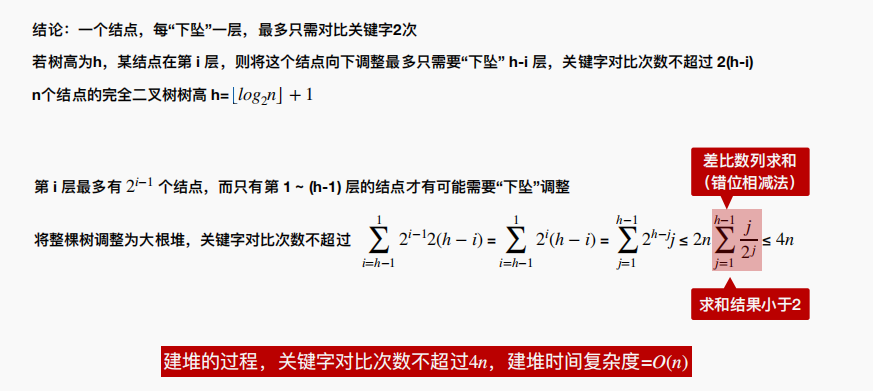 结论：一个结点，每“下坠”一层，最多只需对比关键字2次
若树高为h，某结点在第 i 层，则将这个结点向下调整最多只需要“下坠” h-i 层，关键字对比次数不超过 2(h-i)
n个结点的完全二叉树树高 h=⌊log₂n⌋ + 1
差比数列求和
（错位相减法）
第 i 层最多有 2^{i−1} 个结点，而只有第 1 ~ (h-1) 层的结点才有可能需要“下坠”调整
将整棵树调整为大根堆，关键字对比次数不超过 \sum_{i=h−1}^{1} 2^{i−1}2(h − i) = \sum_{i=h−1}^{1} 2^{i}(h − i) = \sum_{j=1}^{h−1} 2^{h−j}j ≤ 2n \sum_{j=1}^{h−1} \frac{j}{2^{j}} ≤ 4n
求和结果小于2
建堆的过程，关键字对比次数不超过4n，建堆时间复杂度=O(n)